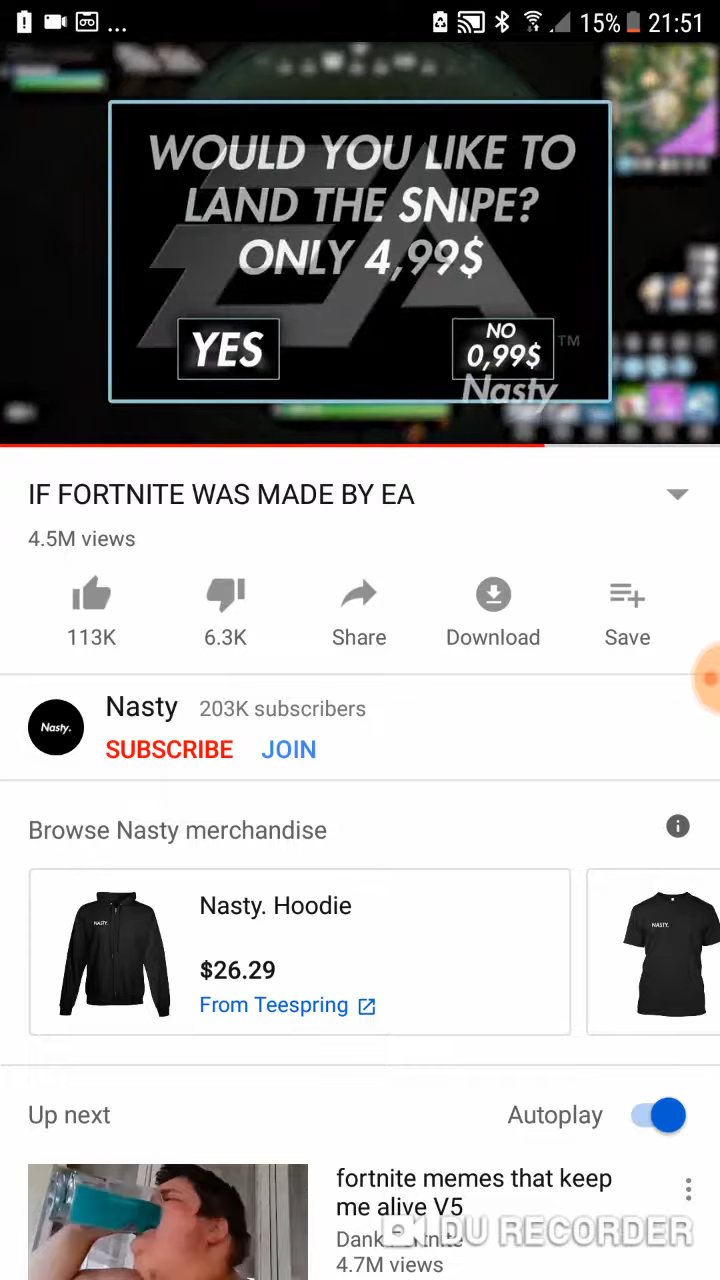 ... 15% 21:51
WOULD YOU LIKE TO
LAND THE SNIPE?
ONLY 4,99$
YES
NO
0,99$
TM
Nasty
IF FORTNITE WAS MADE BY EA
4.5M views
113K 6.3K Share Download Save
Nasty 203K subscribers
Nasty.
SUBSCRIBE JOIN
Browse Nasty merchandise
Nasty. Hoodie
NASTY.
NASTY.
$26.29
From Teespring
Up next Autoplay
fortnite memes that keep
me alive V5
DU RECORDER
4.7M views